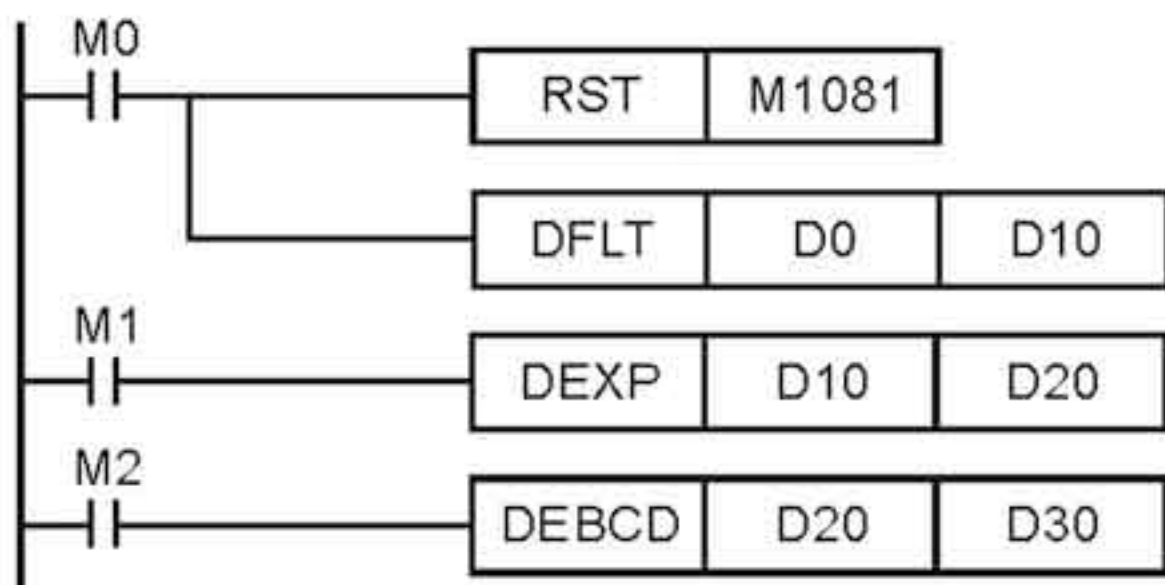 M0
RST M1081
DFLT D0 D10
M1
DEXP D10 D20
M2
DEBCD D20 D30